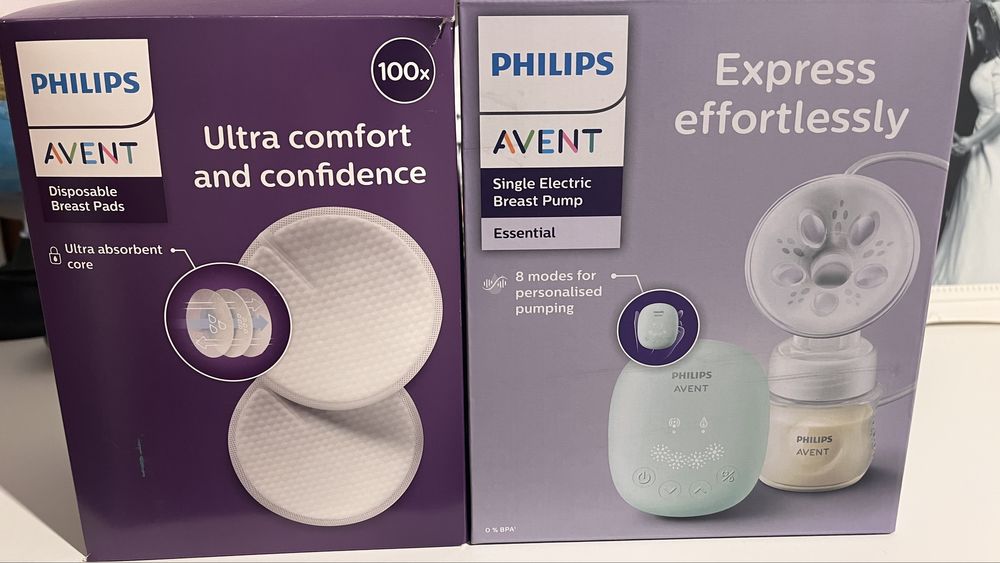 PHILIPS
AVENT
Disposable
Breast Pads
100x
Ultra comfort
and confidence
Ultra absorbent
core
PHILIPS
AVENT
Single Electric
Breast Pump
Essential
Express
effortlessly
8 modes for
personalised
pumping
PHILIPS
AVENT
PHILIPS
AVENT
0 % BPA¹